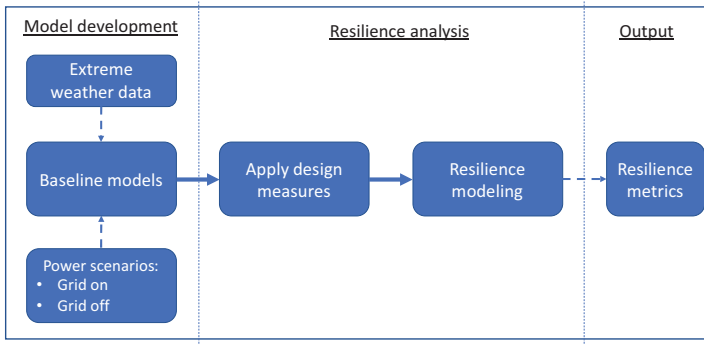 Model development
Resilience analysis
Output
Extreme
weather data
Baseline models
Apply design
measures
Resilience
modeling
Resilience
metrics
Power scenarios:
• Grid on
• Grid off